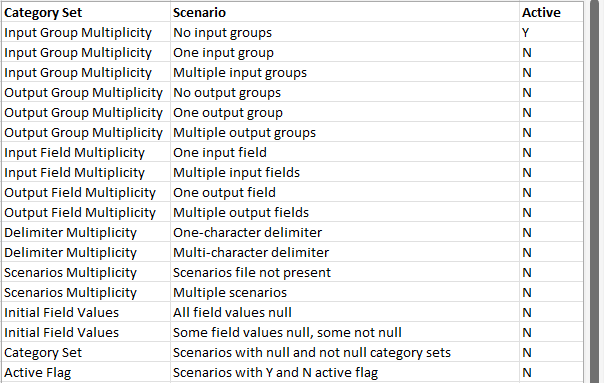 Category Set Scenario Active
Input Group Multiplicity No input groups Y
Input Group Multiplicity One input group N
Input Group Multiplicity Multiple input groups N
Output Group Multiplicity No output groups N
Output Group Multiplicity One output group N
Output Group Multiplicity Multiple output groups N
Input Field Multiplicity One input field N
Input Field Multiplicity Multiple input fields N
Output Field Multiplicity One output field N
Output Field Multiplicity Multiple output fields N
Delimiter Multiplicity One-character delimiter N
Delimiter Multiplicity Multi-character delimiter N
Scenarios Multiplicity Scenarios file not present N
Scenarios Multiplicity Multiple scenarios N
Initial Field Values All field values null N
Initial Field Values Some field values null, some not null N
Category Set Scenarios with null and not null category sets N
Active Flag Scenarios with Y and N active flag N